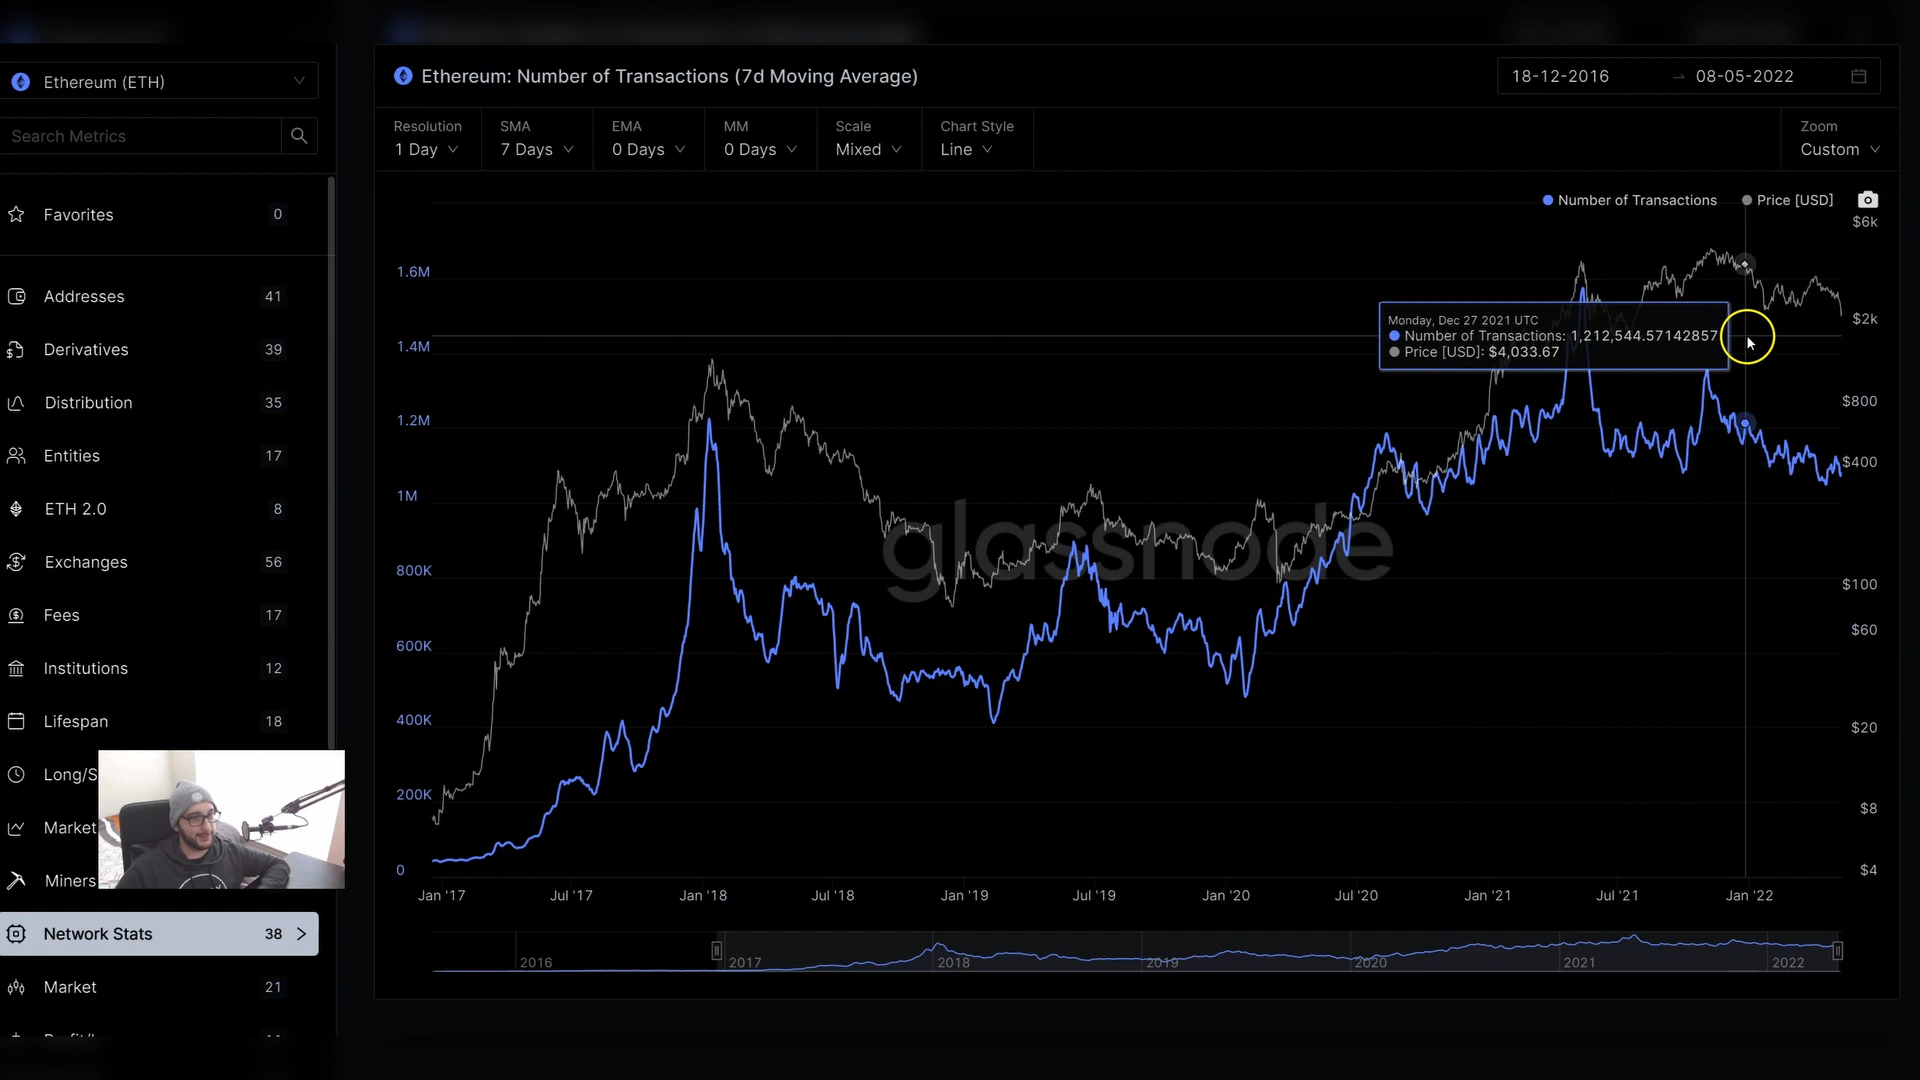 Ethereum (ETH)
Search Metrics
Favorites 0
Addresses 41
Derivatives 39
Distribution 35
Entities 17
ETH 2.0 8
Exchanges 56
Fees 17
Institutions 12
Lifespan 18
Long/S
Market
Miners
Network Stats 38
Market 21
Ethereum: Number of Transactions (7d Moving Average)
18-12-2016 → 08-05-2022
Resolution SMA EMA MM Scale Chart Style Zoom
1 Day 7 Days 0 Days 0 Days Mixed Line Custom
Number of Transactions Price [USD]
$6k
1.6M
$2k
1.4M
Monday, Dec 27 2021 UTC
Number of Transactions: 1,212,544.57142857
Price [USD]: $4,033.67
$800
1.2M
$400
1M
glassnode
800K
$100
$60
600K
400K
$20
200K
$8
0
$4
Jan '17 Jul '17 Jan '18 Jul '18 Jan '19 Jul '19 Jan '20 Jul '20 Jan '21 Jul '21 Jan '22
2016 2017 2018 2019 2020 2021 2022